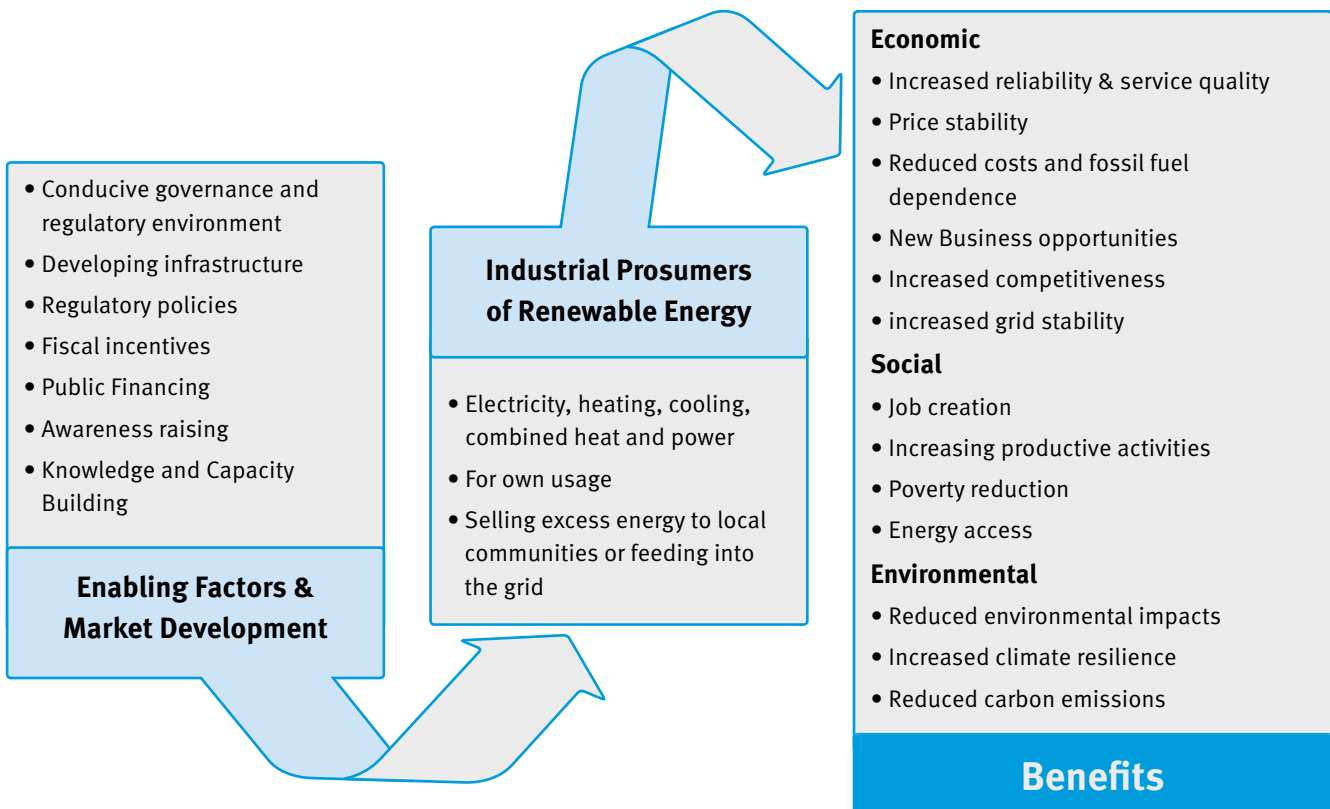 • Conducive governance and
regulatory environment
• Developing infrastructure
• Regulatory policies
• Fiscal incentives
• Public Financing
• Awareness raising
• Knowledge and Capacity
Building
Enabling Factors &
Market Development
Industrial Prosumers
of Renewable Energy
• Electricity, heating, cooling,
combined heat and power
• For own usage
• Selling excess energy to local
communities or feeding into
the grid
Economic
• Increased reliability & service quality
• Price stability
• Reduced costs and fossil fuel
dependence
• New Business opportunities
• Increased competitiveness
• increased grid stability
Social
• Job creation
• Increasing productive activities
• Poverty reduction
• Energy access
Environmental
• Reduced environmental impacts
• Increased climate resilience
• Reduced carbon emissions
Benefits